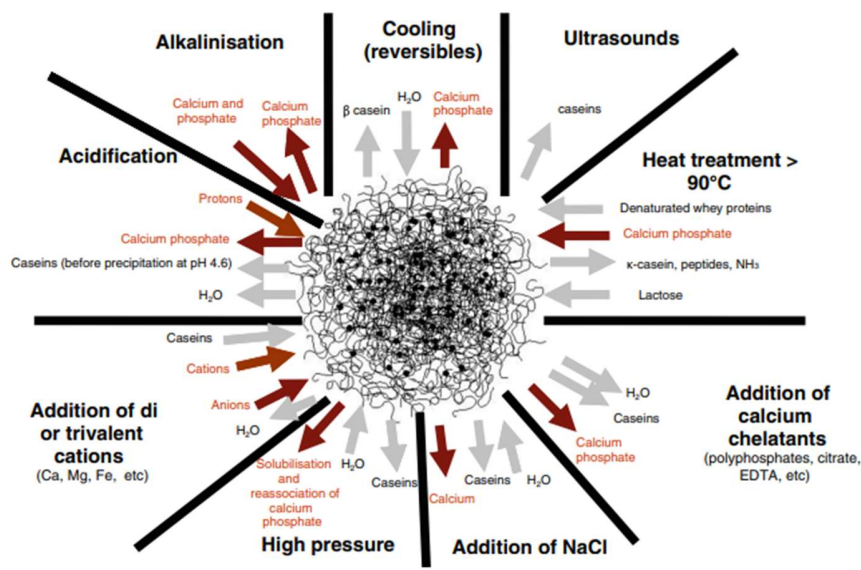 Alkalinisation
Calcium and
phosphate
Calcium
phosphate
Cooling
(reversibles)
β casein
H₂O
Calcium
phosphate
Ultrasounds
caseins
Heat treatment >
90°C
Denaturated whey proteins
Calcium phosphate
κ-casein, peptides, NH₃
Lactose
Acidification
Protons
Calcium phosphate
Caseins (before precipitation at pH 4.6)
H₂O
Caseins
Cations
Anions
H₂O
Addition of di
or trivalent
cations
(Ca, Mg, Fe, etc)
Solubilisation
and
reassociation of
calcium
phosphate
H₂O
Caseins
High pressure
Calcium
Caseins
H₂O
Addition of NaCl
H₂O
Caseins
Calcium
phosphate
Addition of
calcium
chelatants
(polyphosphates, citrate,
EDTA, etc)